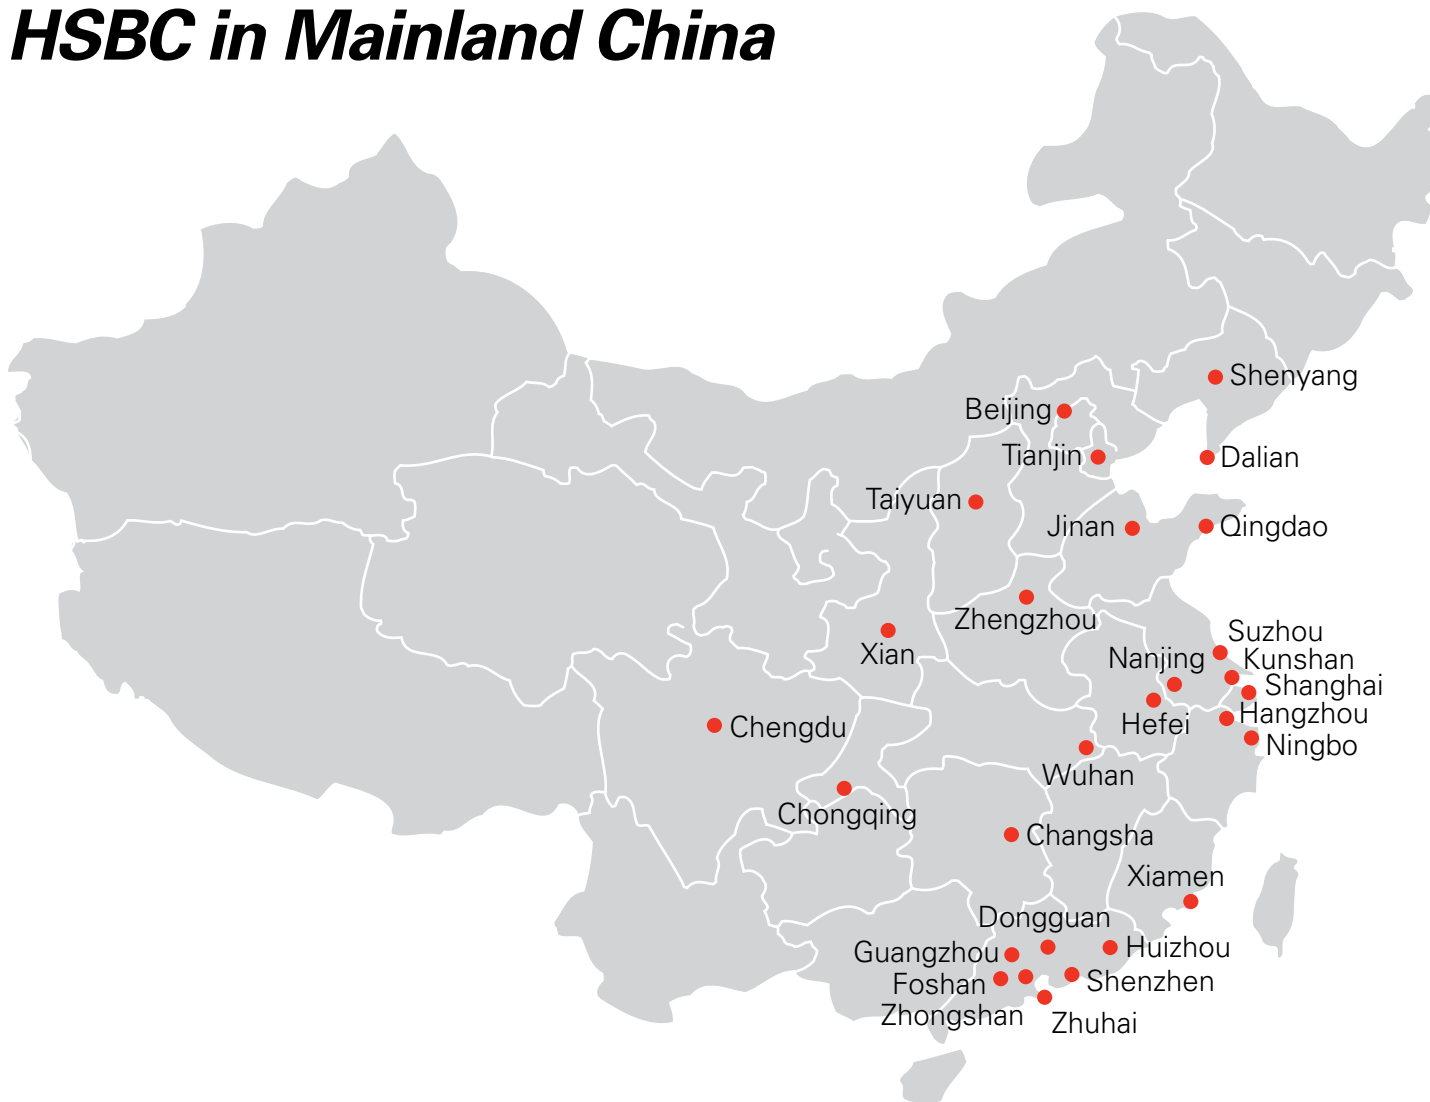 HSBC in Mainland China
Shenyang
Beijing
Tianjin
Dalian
Taiyuan
Jinan
Qingdao
Zhengzhou
Xian
Suzhou
Nanjing
Kunshan
Shanghai
Hefei
Hangzhou
Ningbo
Chengdu
Wuhan
Chongqing
Changsha
Xiamen
Dongguan
Guangzhou
Huizhou
Foshan
Shenzhen
Zhongshan
Zhuhai